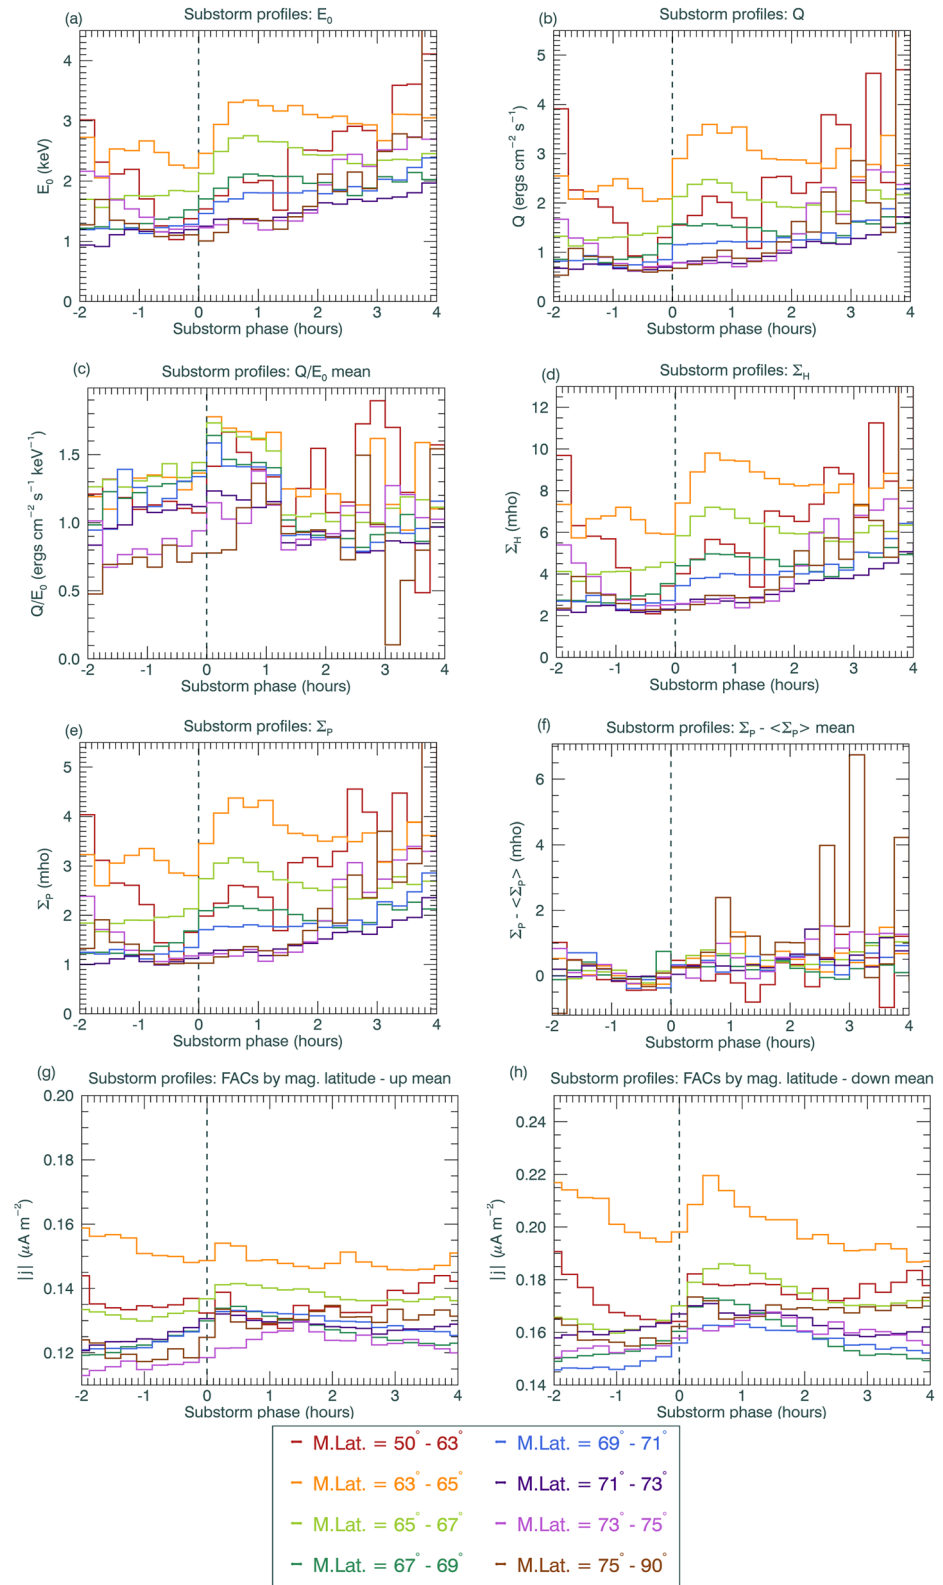 (a) Substorm profiles: E₀
E₀ (keV)
4
3
2
1
0
-2 -1 0 1 2 3 4
Substorm phase (hours)
(b) Substorm profiles: Q
Q (ergs cm⁻² s⁻¹)
5
4
3
2
1
0
-2 -1 0 1 2 3 4
Substorm phase (hours)
(c) Substorm profiles: Q/E₀ mean
Q/E₀ (ergs cm⁻² s⁻¹ keV⁻¹)
1.5
1.0
0.5
0.0
-2 -1 0 1 2 3 4
Substorm phase (hours)
(d) Substorm profiles: Σ_H
Σ_H (mho)
12
10
8
6
4
2
0
-2 -1 0 1 2 3 4
Substorm phase (hours)
(e) Substorm profiles: Σ_P
Σ_P (mho)
5
4
3
2
1
0
-2 -1 0 1 2 3 4
Substorm phase (hours)
(f) Substorm profiles: Σ_P - <Σ_P> mean
Σ_P - <Σ_P> (mho)
6
4
2
0
-2 -1 0 1 2 3 4
Substorm phase (hours)
(g) Substorm profiles: FACs by mag. latitude - up mean
|j| (μA m⁻²)
0.20
0.18
0.16
0.14
0.12
-2 -1 0 1 2 3 4
Substorm phase (hours)
(h) Substorm profiles: FACs by mag. latitude - down mean
|j| (μA m⁻²)
0.24
0.22
0.20
0.18
0.16
0.14
-2 -1 0 1 2 3 4
Substorm phase (hours)
M.Lat. = 50° - 63°
M.Lat. = 63° - 65°
M.Lat. = 65° - 67°
M.Lat. = 67° - 69°
M.Lat. = 69° - 71°
M.Lat. = 71° - 73°
M.Lat. = 73° - 75°
M.Lat. = 75° - 90°